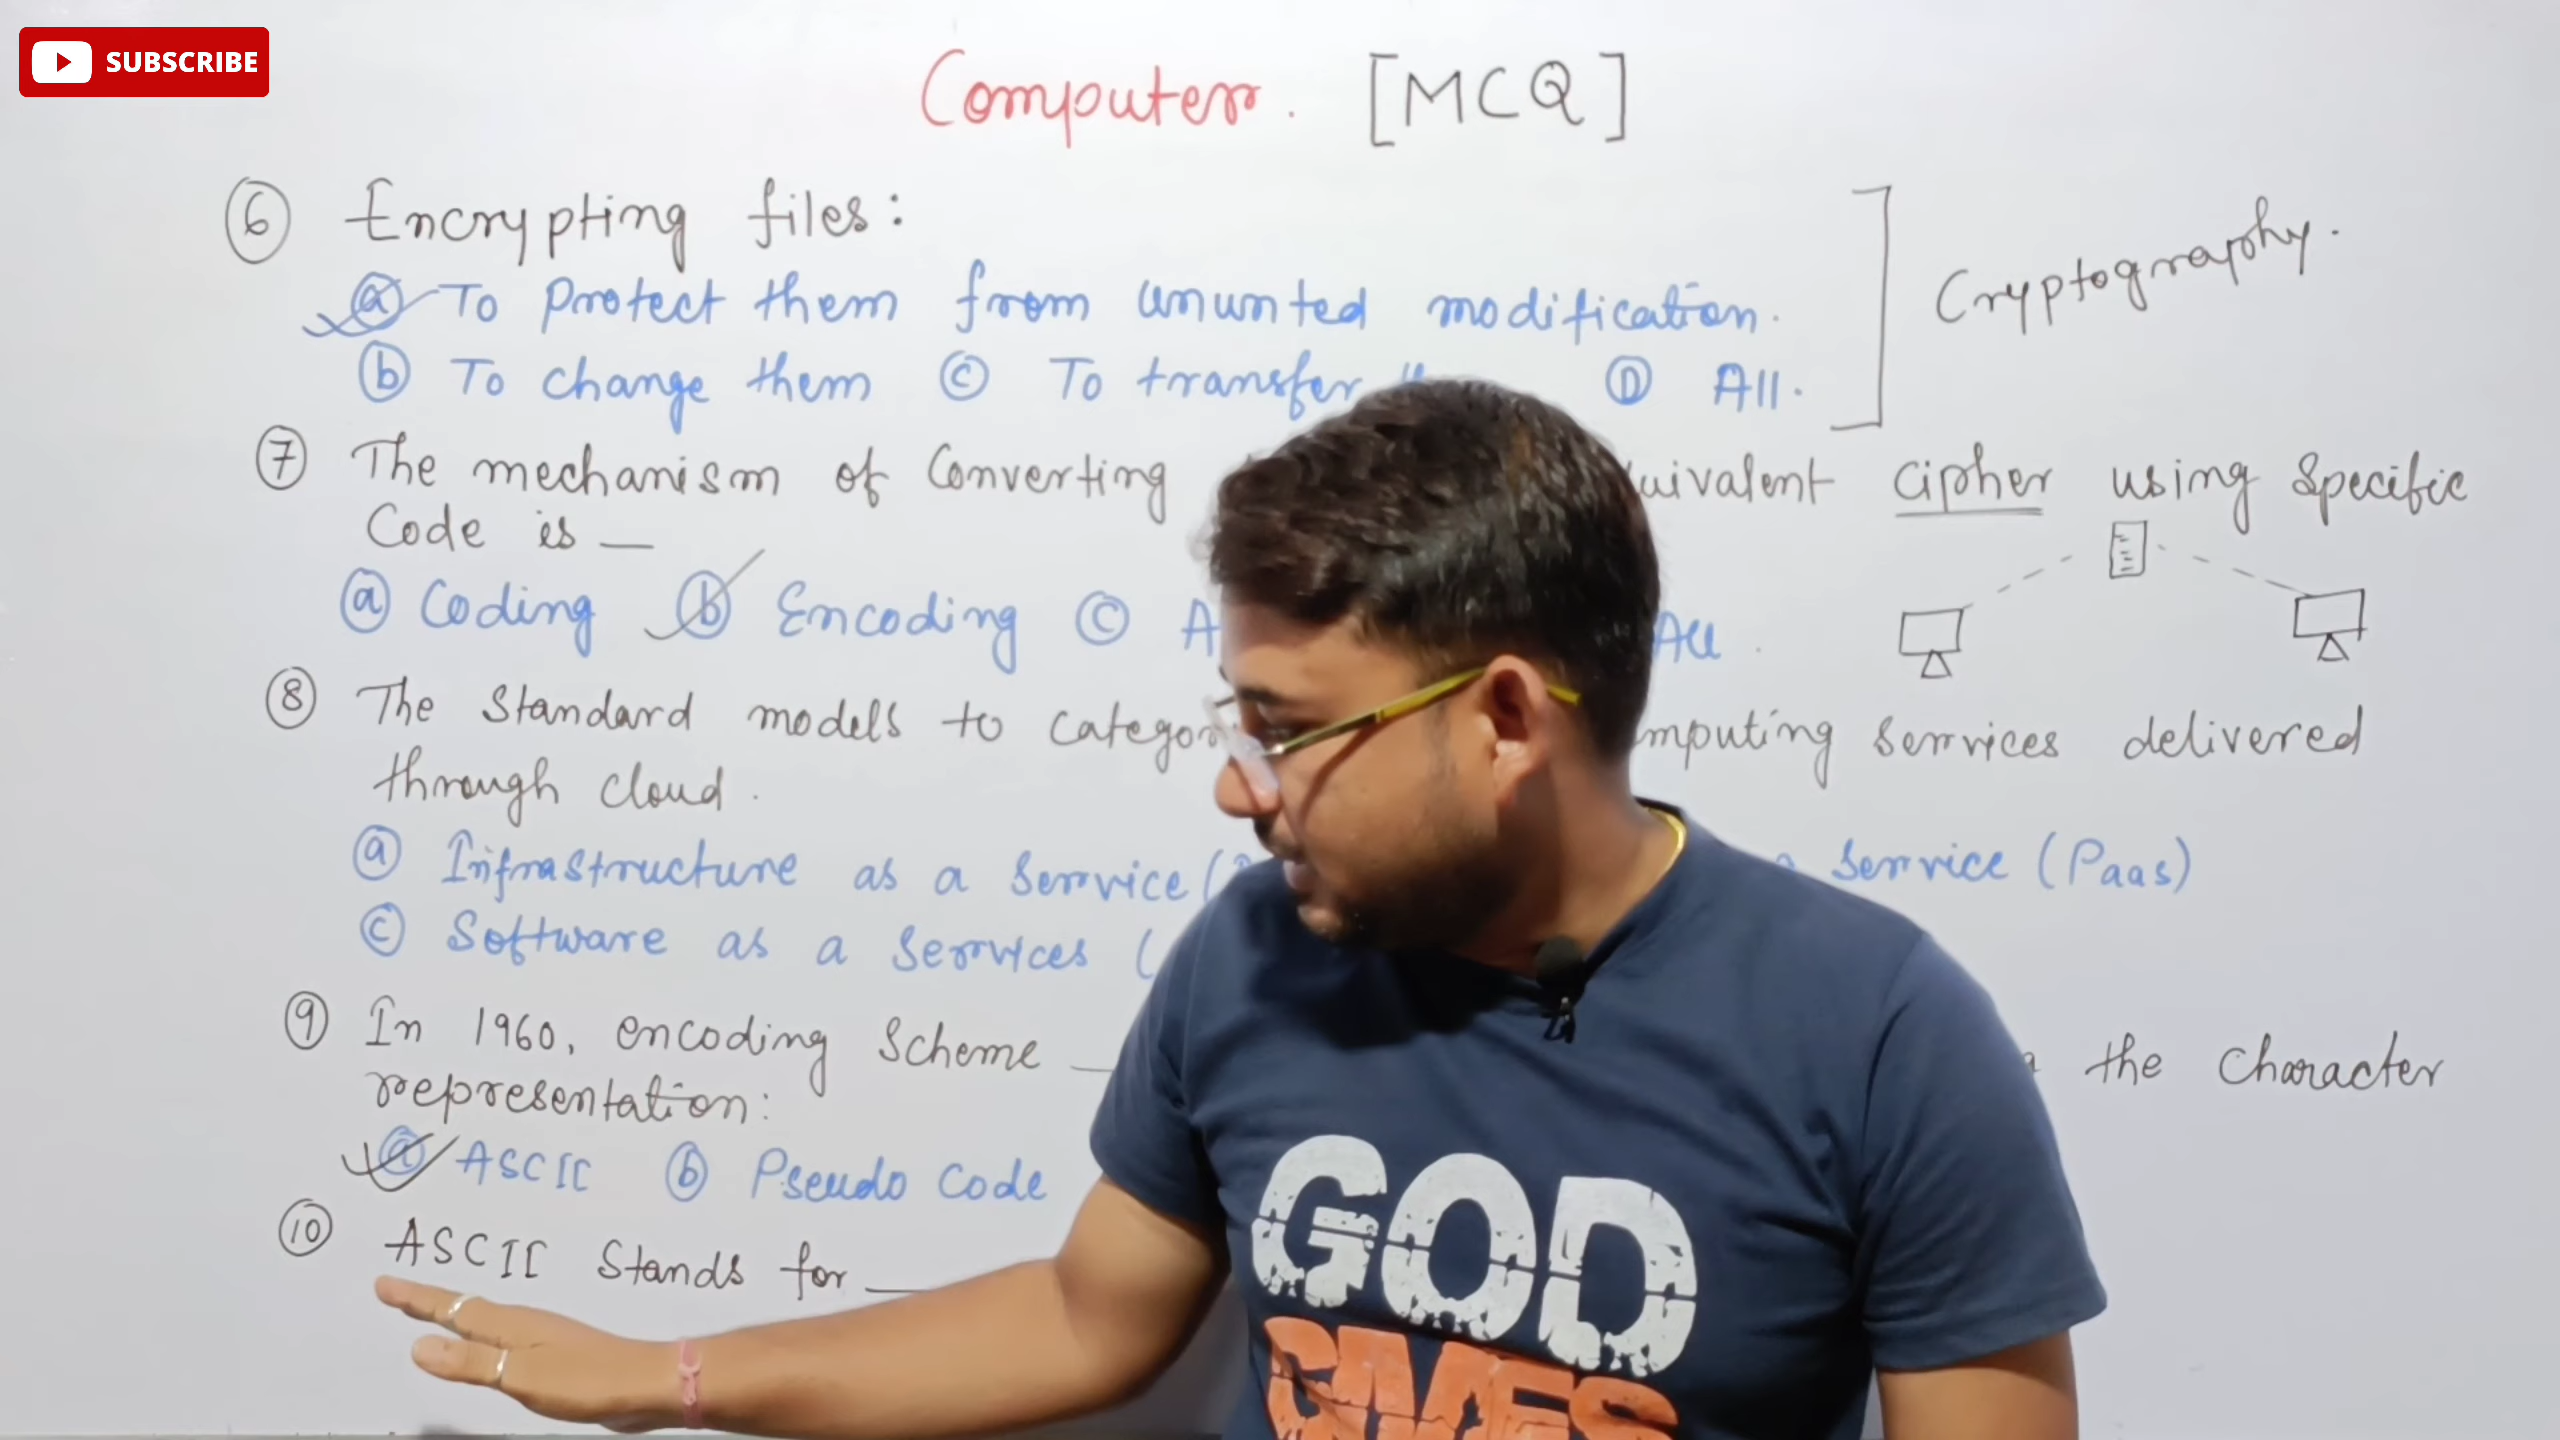 SUBSCRIBE
Computer. [MCQ]
⑥ Encrypting files:
ⓐ To Protect them from ununted modification.
Cryptography.
ⓑ To change them ⓒ To transfer Ⓓ All.
⑦ The mechanism of Converting cipher using Specific
Code is —
ⓐ Coding ⓑ Encoding ⓒ All.
⑧ The Standard models to services delivered
through cloud.
ⓐ Infrastructure as a Service ( Service (Paas)
ⓒ Software as a Services (
⑨ In 1960, encoding Scheme — the Character
representation:
ⓐ ASCII ⓑ Pseudo Code
⑩ ASCII Stands for —
GOD
GIVES